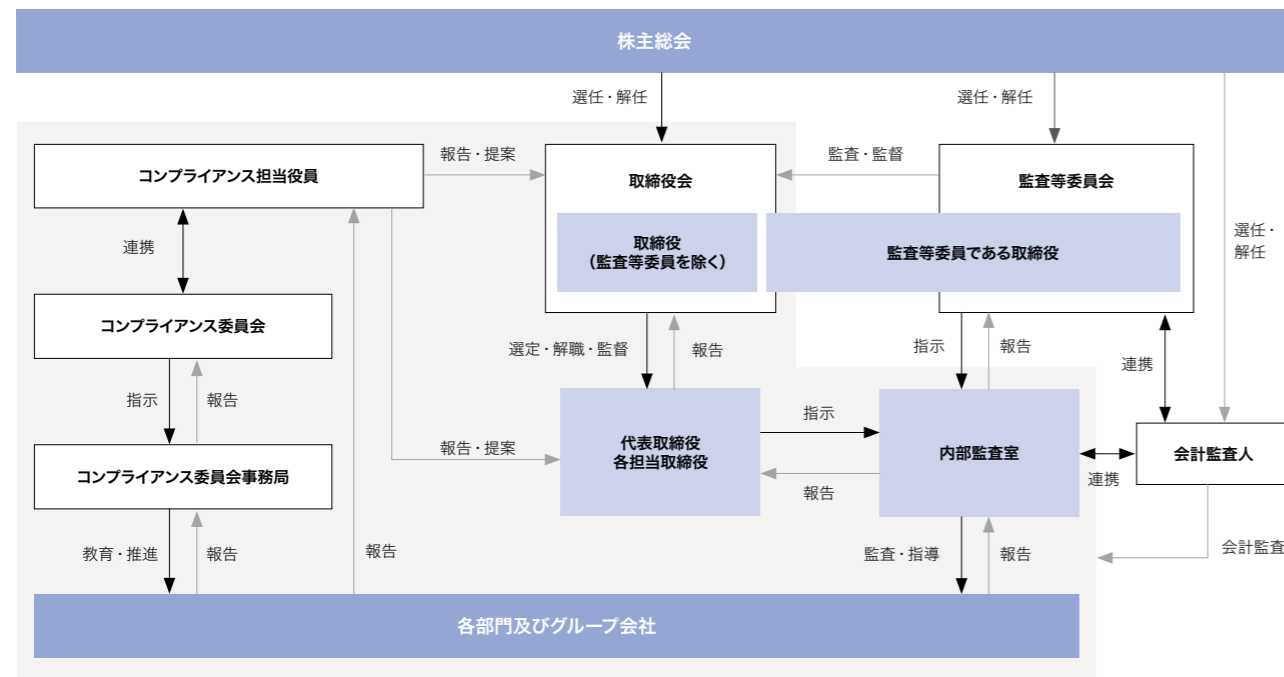 株主総会
選任・解任
選任・解任
選任・
解任
コンプライアンス担当役員
報告・提案
取締役会
監査・監督
監査等委員会
取締役
（監査等委員を除く）
監査等委員である取締役
連携
コンプライアンス委員会
選定・解職・監督
報告
指示
報告
連携
指示
報告
報告・提案
代表取締役
各担当取締役
指示
報告
内部監査室
連携
会計監査人
コンプライアンス委員会事務局
教育・推進
報告
報告
監査・指導
報告
会計監査
各部門及びグループ会社